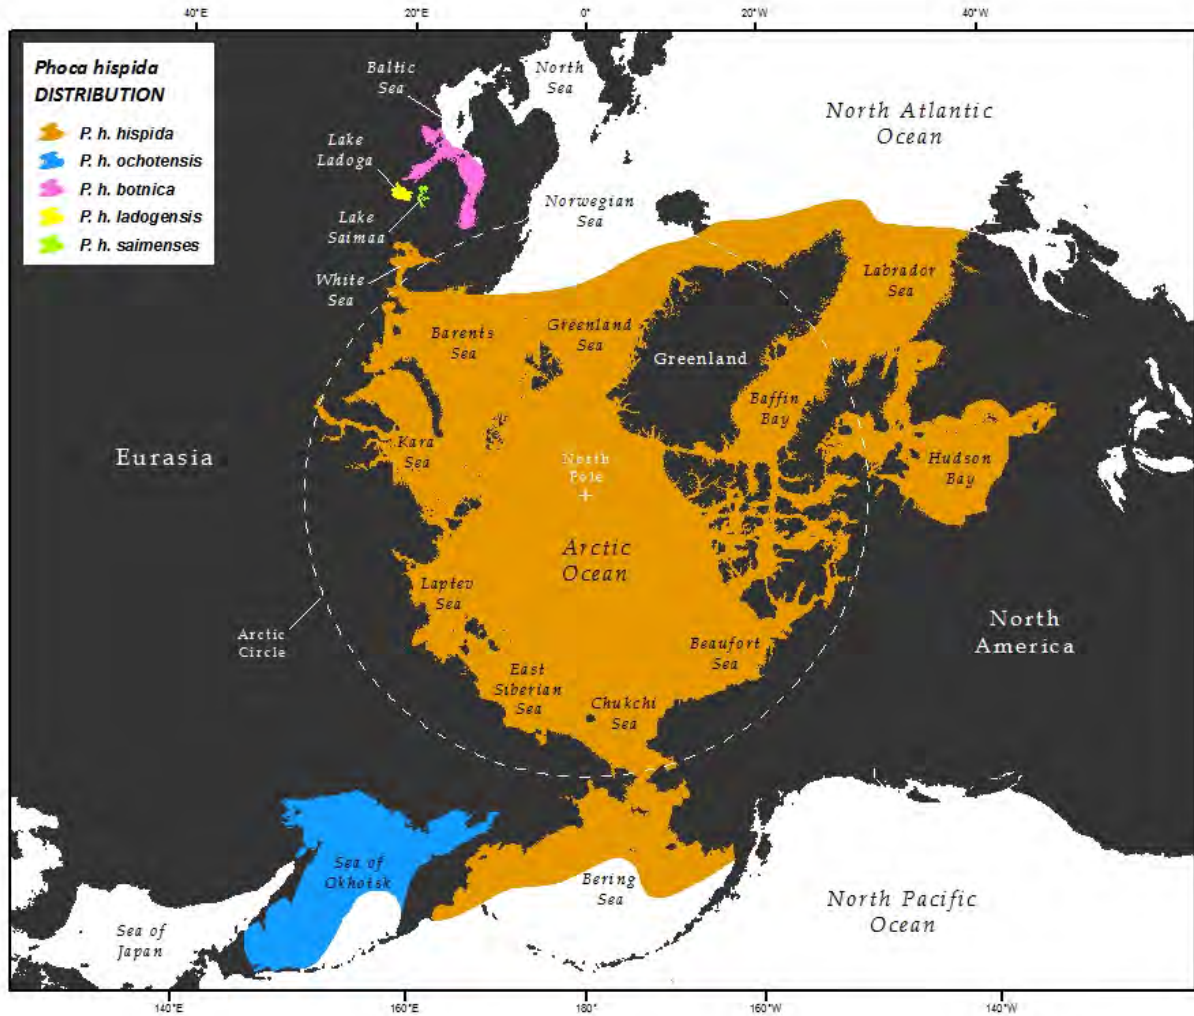 40°E
20°E
0°
20°W
40°W
Phoca hispida
DISTRIBUTION
P. h. hispida
P. h. ochotensis
P. h. botnica
P. h. ladogensis
P. h. saimenses
Baltic
Sea
North
Sea
North Atlantic
Ocean
Lake
Ladoga
Lake
Saimaa
Norwegian
Sea
White
Sea
Labrador
Sea
Barents
Sea
Greenland
Sea
Greenland
Baffin
Bay
Eurasia
Kara
Sea
North
Pole
Hudson
Bay
Arctic
Ocean
Laptev
Sea
Arctic
Circle
North
America
Beaufort
Sea
East
Siberian
Sea
Chukchi
Sea
Sea of
Okhotsk
Bering
Sea
North Pacific
Ocean
Sea of
Japan
140°E
160°E
180°
160°W
140°W